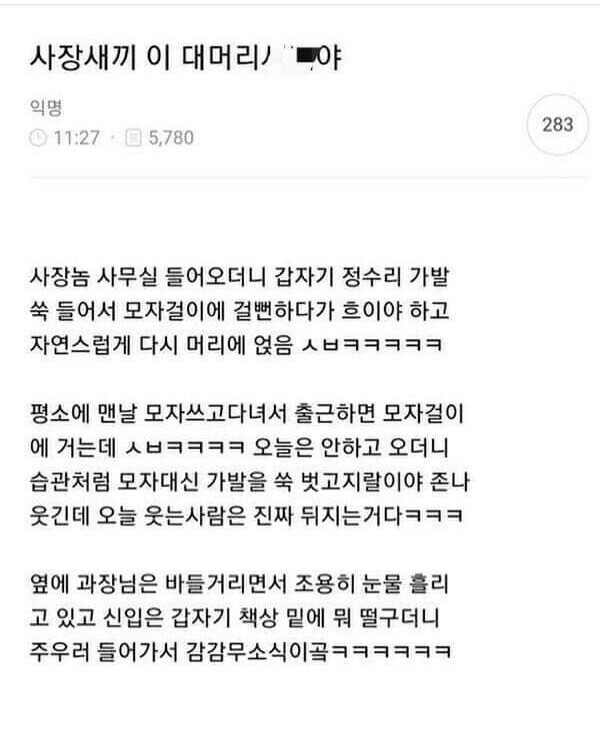 사장새끼 이 대머리 야
익명
11:27 · 5,780
283
사장놈 사무실 들어오더니 갑자기 정수리 가발
쑥 들어서 모자걸이에 걸뻔하다가 흐이야 하고
자연스럽게 다시 머리에 얹음 ㅅㅂㅋㅋㅋㅋㅋ
평소에 맨날 모자쓰고다녀서 출근하면 모자걸이
에 거는데 ㅅㅂㅋㅋㅋㅋ 오늘은 안하고 오더니
습관처럼 모자대신 가발을 쑥 벗고지랄이야 존나
웃긴데 오늘 웃는사람은 진짜 뒤지는거다ㅋㅋㅋ
옆에 과장님은 바들거리면서 조용히 눈물 흘리
고 있고 신입은 갑자기 책상 밑에 뭐 떨구더니
주우러 들어가서 감감무소식이곸ㅋㅋㅋㅋㅋㅋ